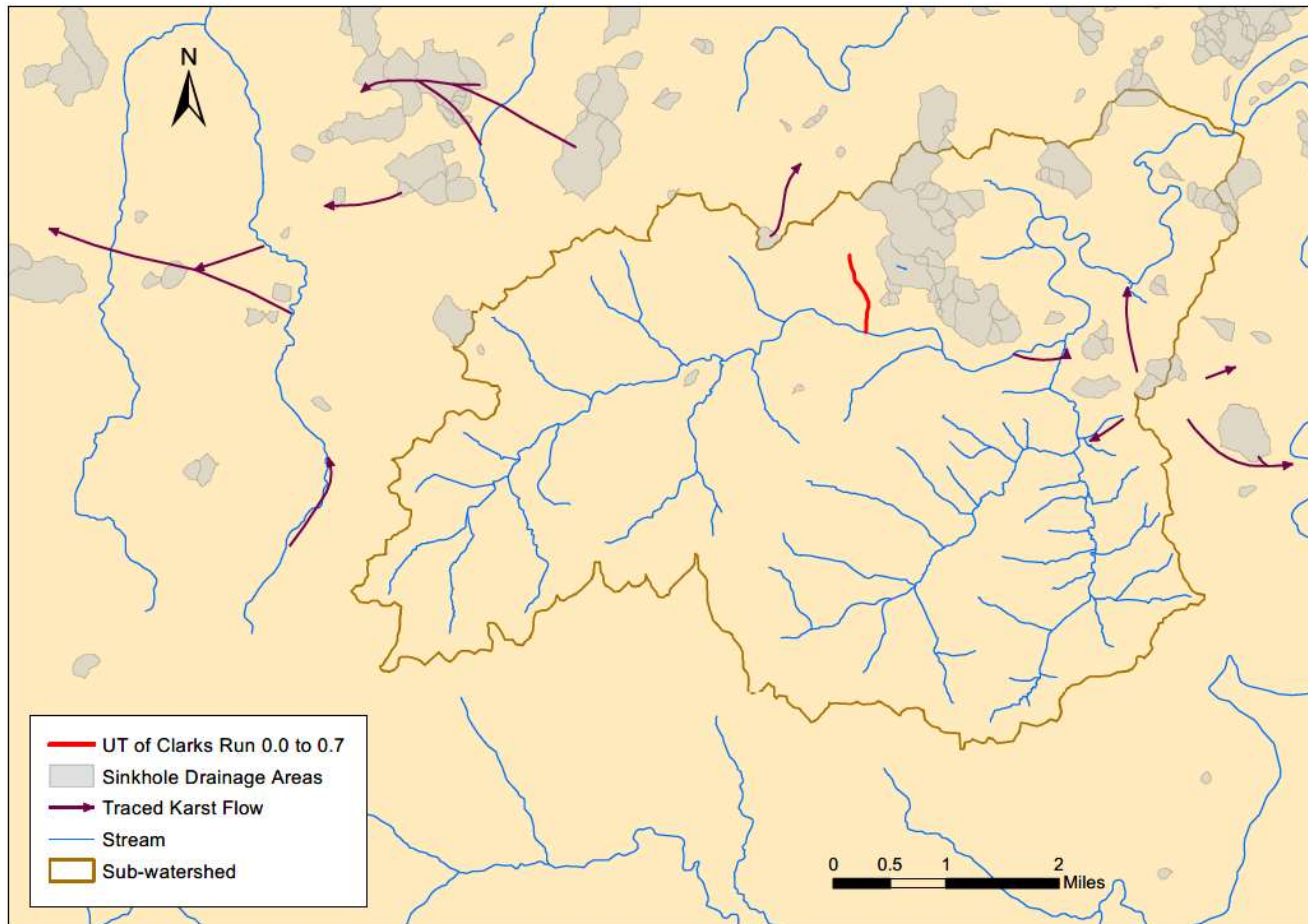 N
UT of Clarks Run 0.0 to 0.7
Sinkhole Drainage Areas
Traced Karst Flow
Stream
Sub-watershed
0 0.5 1 2
Miles